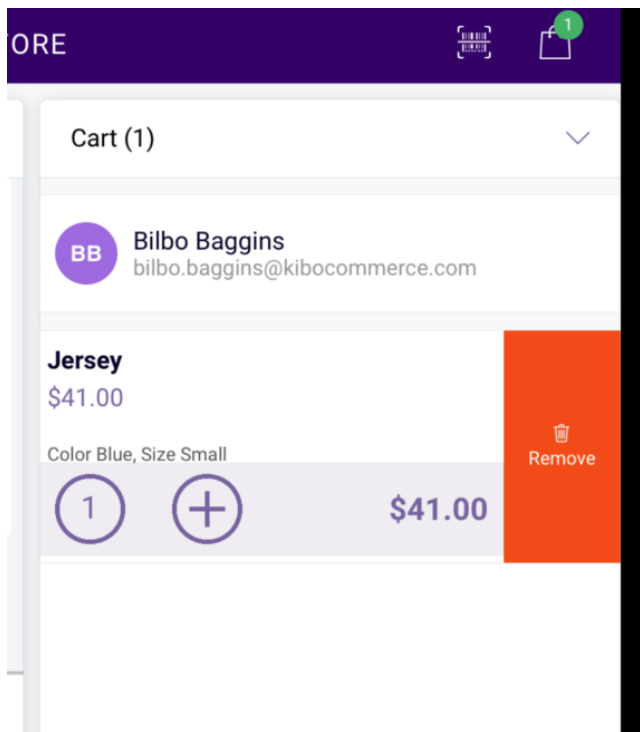 ORE
1
Cart (1)
BB
Bilbo Baggins
bilbo.baggins@kibocommerce.com
Jersey
$41.00
Color Blue, Size Small
1
$41.00
Remove